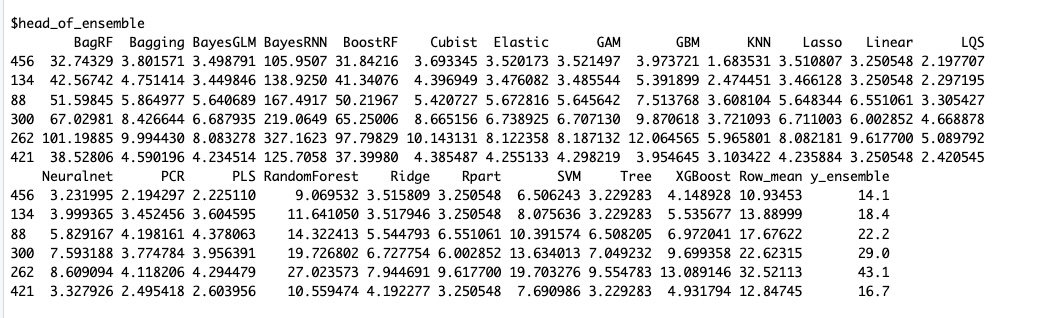 $head_of_ensemble
BagRF Bagging BayesGLM BayesRNN BoostRF Cubist Elastic GAM GBM KNN Lasso Linear LQS
456 32.74329 3.801571 3.498791 105.9507 31.84216 3.693345 3.520173 3.521497 3.973721 1.683531 3.510807 3.250548 2.197707
134 42.56742 4.751414 3.449846 138.9250 41.34076 4.396949 3.476082 3.485544 5.391899 2.474451 3.466128 3.250548 2.297195
88 51.59845 5.864977 5.640689 167.4917 50.21967 5.420727 5.672816 5.645642 7.513768 3.608104 5.648344 6.551061 3.305427
300 67.02981 8.426644 6.687935 219.0649 65.25006 8.665156 6.738925 6.707130 9.870618 3.721093 6.711003 6.002852 4.668878
262 101.19885 9.994430 8.083278 327.1623 97.79829 10.143131 8.122358 8.187132 12.064565 5.965801 8.082181 9.617700 5.089792
421 38.52806 4.590196 4.234514 125.7058 37.39980 4.385487 4.255133 4.298219 3.954645 3.103422 4.235884 3.250548 2.420545
Neuralnet PCR PLS RandomForest Ridge Rpart SVM Tree XGBoost Row_mean y_ensemble
456 3.231995 2.194297 2.225110 9.069532 3.515809 3.250548 6.506243 3.229283 4.148928 10.93453 14.1
134 3.999365 3.452456 3.604595 11.641050 3.517946 3.250548 8.075636 3.229283 5.535677 13.88999 18.4
88 5.829167 4.198161 4.378063 14.322413 5.544793 6.551061 10.391574 6.508205 6.972041 17.67622 22.2
300 7.593188 3.774784 3.956391 19.726802 6.727754 6.002852 13.634013 7.049232 9.699358 22.62315 29.0
262 8.609094 4.118206 4.294479 27.023573 7.944691 9.617700 19.703276 9.554783 13.089146 32.52113 43.1
421 3.327926 2.495418 2.603956 10.559474 4.192277 3.250548 7.690986 3.229283 4.931794 12.84745 16.7